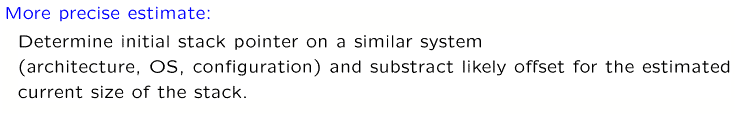 More precise estimate:
Determine initial stack pointer on a similar system
(architecture, OS, configuration) and substract likely offset for the estimated
current size of the stack.